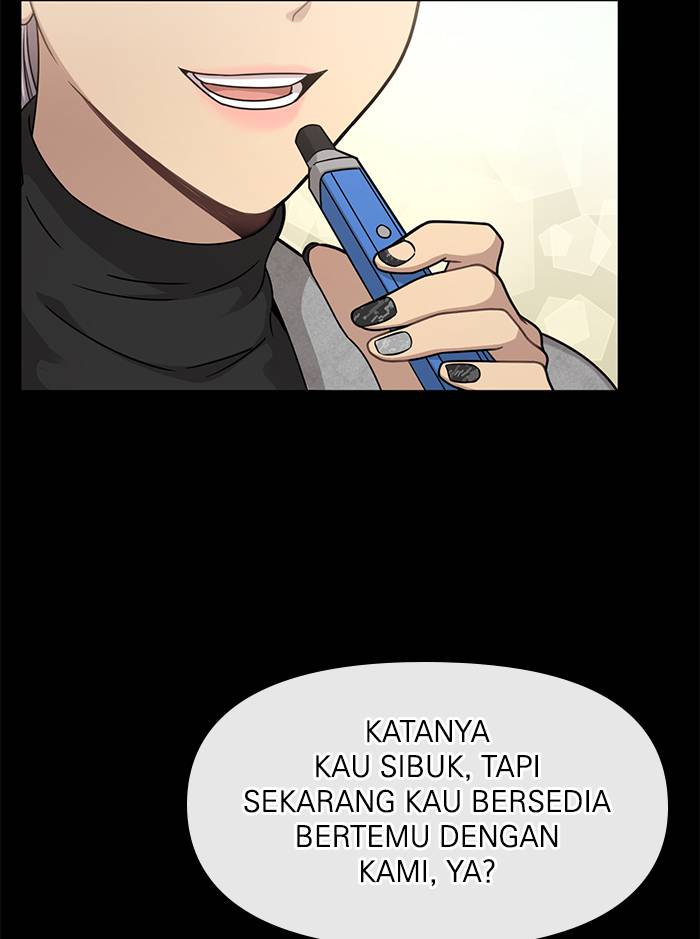 KATANYA
KAU SIBUK, TAPI
SEKARANG KAU BERSEDIA
BERTEMU DENGAN
KAMI, YA?